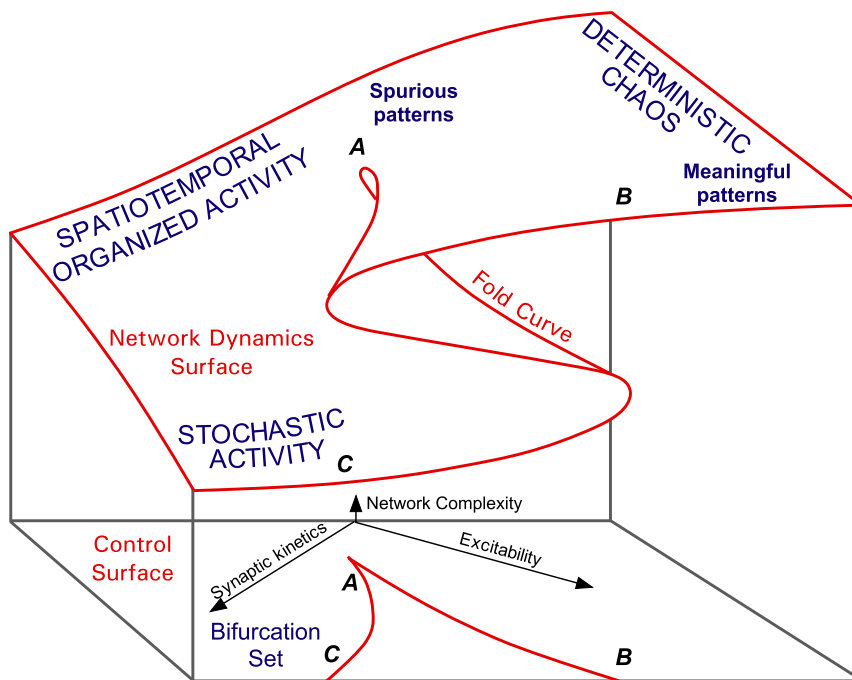 DETERMINISTIC
CHAOS
Spurious
patterns
A
SPATIOTEMPORAL
ORGANIZED ACTIVITY
Meaningful
patterns
B
Fold Curve
Network Dynamics
Surface
STOCHASTIC
ACTIVITY
C
Network Complexity
Control
Surface
Synaptic kinetics
Excitability
A
Bifurcation
Set
C
B